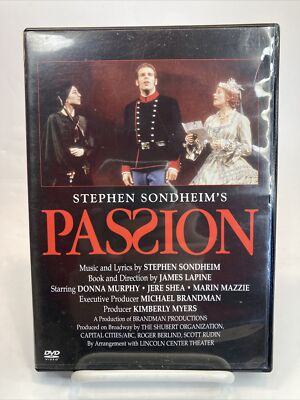 STEPHEN SONDHEIM'S
PASSION
Music and Lyrics by STEPHEN SONDHEIM
Book and Direction by JAMES LAPINE
Starring DONNA MURPHY • JERE SHEA • MARIN MAZZIE
Executive Producer MICHAEL BRANDMAN
Producer KIMBERLY MYERS
A Production of BRANDMAN PRODUCTIONS
Produced on Broadway by THE SHUBERT ORGANIZATION,
CAPITAL CITIES/ABC, ROGER BERLIND, SCOTT RUDIN
By Arrangement with LINCOLN CENTER THEATER
DVD
VIDEO